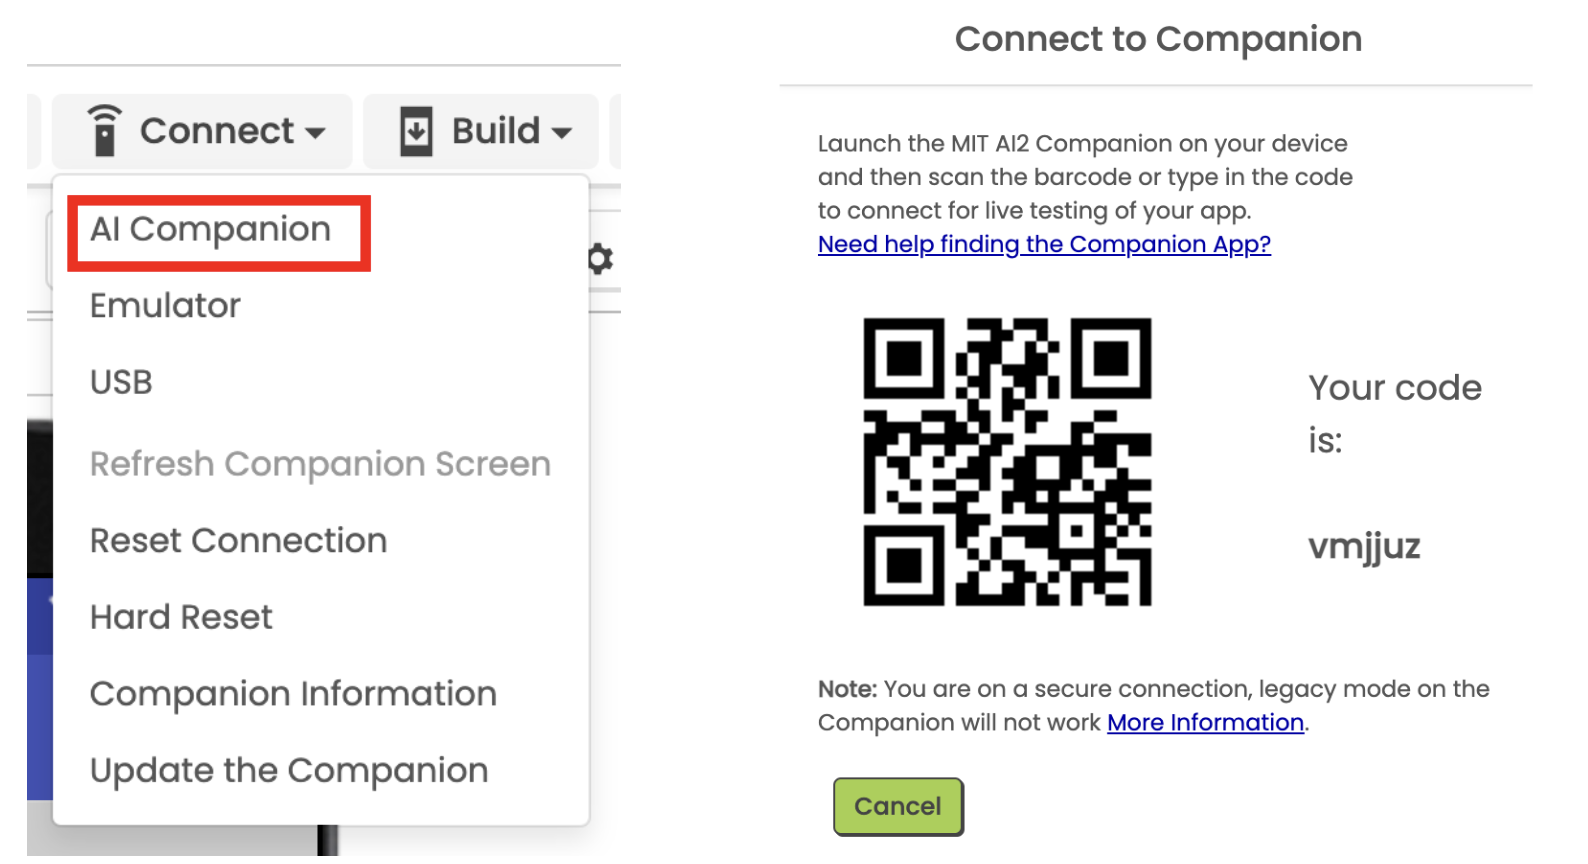 Connect
Build
AI Companion
Emulator
USB
Refresh Companion Screen
Reset Connection
Hard Reset
Companion Information
Update the Companion
Connect to Companion
Launch the MIT AI2 Companion on your device
and then scan the barcode or type in the code
to connect for live testing of your app.
Need help finding the Companion App?
Your code
is:
vmjjuz
Note: You are on a secure connection, legacy mode on the
Companion will not work More Information.
Cancel